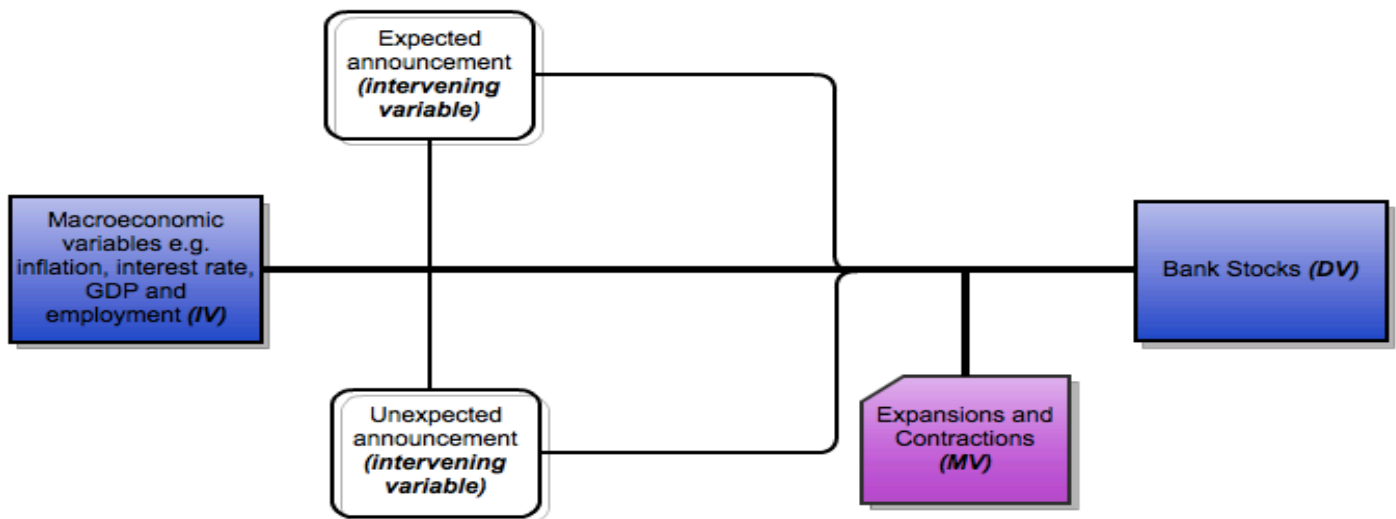 Expected
announcement
(intervening
variable)
Macroeconomic
variables e.g.
inflation, interest rate,
GDP and
employment (IV)
Bank Stocks (DV)
Unexpected
announcement
(intervening
variable)
Expansions and
Contractions
(MV)